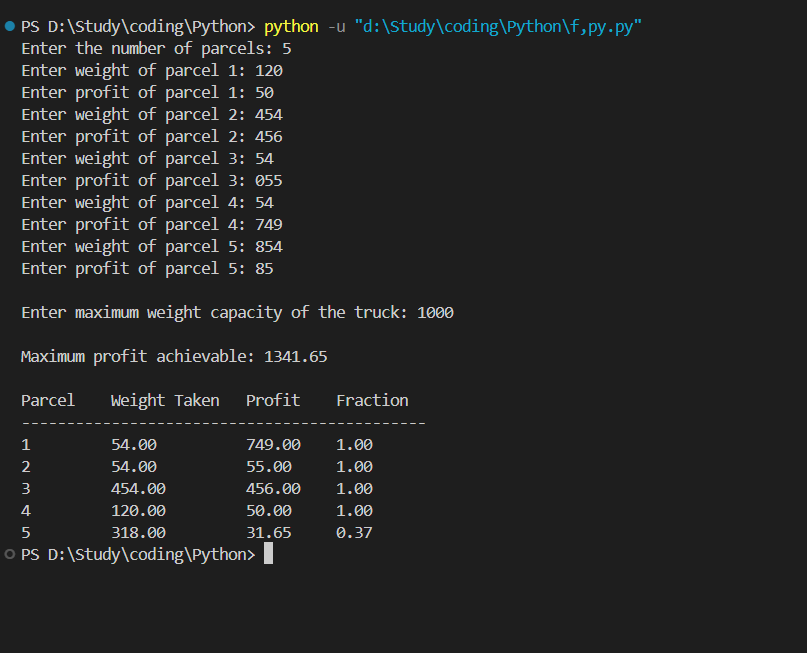 PS D:\Study\coding\Python> python -u "d:\Study\coding\Python\f,py.py"
Enter the number of parcels: 5
Enter weight of parcel 1: 120
Enter profit of parcel 1: 50
Enter weight of parcel 2: 454
Enter profit of parcel 2: 456
Enter weight of parcel 3: 54
Enter profit of parcel 3: 055
Enter weight of parcel 4: 54
Enter profit of parcel 4: 749
Enter weight of parcel 5: 854
Enter profit of parcel 5: 85
Enter maximum weight capacity of the truck: 1000
Maximum profit achievable: 1341.65
Parcel    Weight Taken   Profit    Fraction
---------------------------------------------
1         54.00          749.00    1.00
2         54.00          55.00     1.00
3         454.00         456.00    1.00
4         120.00         50.00     1.00
5         318.00         31.65     0.37
PS D:\Study\coding\Python>